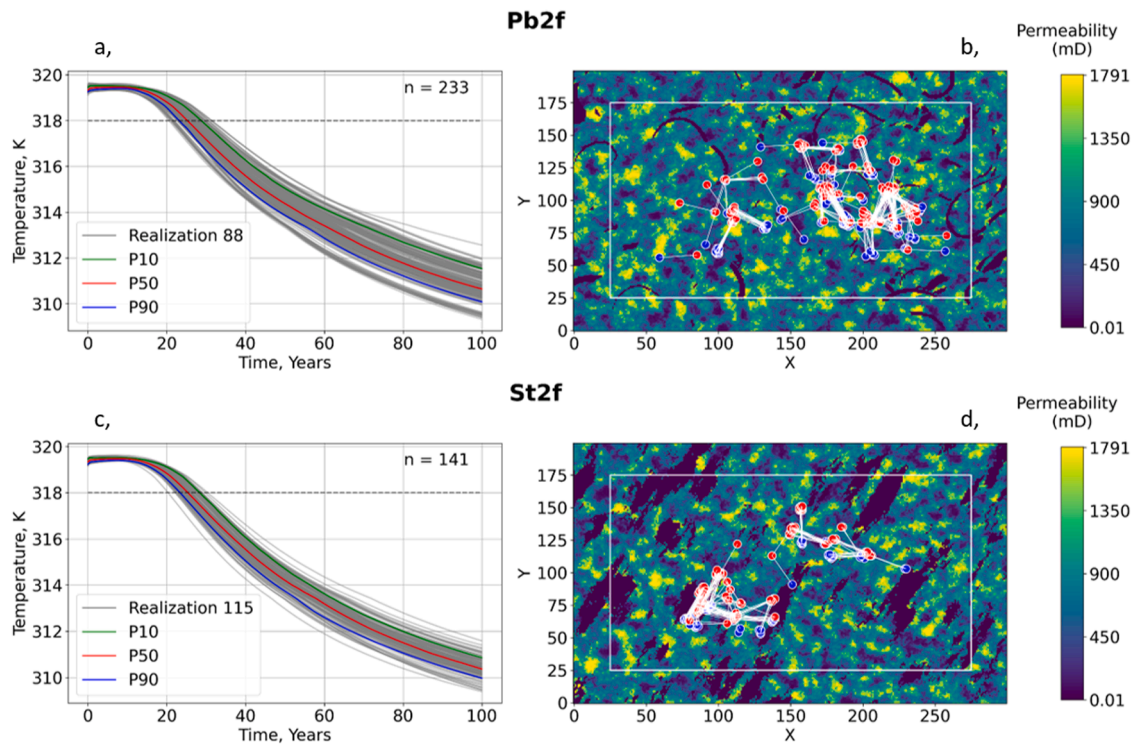 Pb2f
a,
Temperature, K
320
318
316
314
312
310
n = 233
Realization 88
P10
P50
P90
0 20 40 60 80 100
Time, Years
b,
Y
175
150
125
100
75
50
25
0
0 50 100 150 200 250
X
Permeability
(mD)
1791
1350
900
450
0.01
St2f
c,
Temperature, K
320
318
316
314
312
310
n = 141
Realization 115
P10
P50
P90
0 20 40 60 80 100
Time, Years
d,
Y
175
150
125
100
75
50
25
0
0 50 100 150 200 250
X
Permeability
(mD)
1791
1350
900
450
0.01